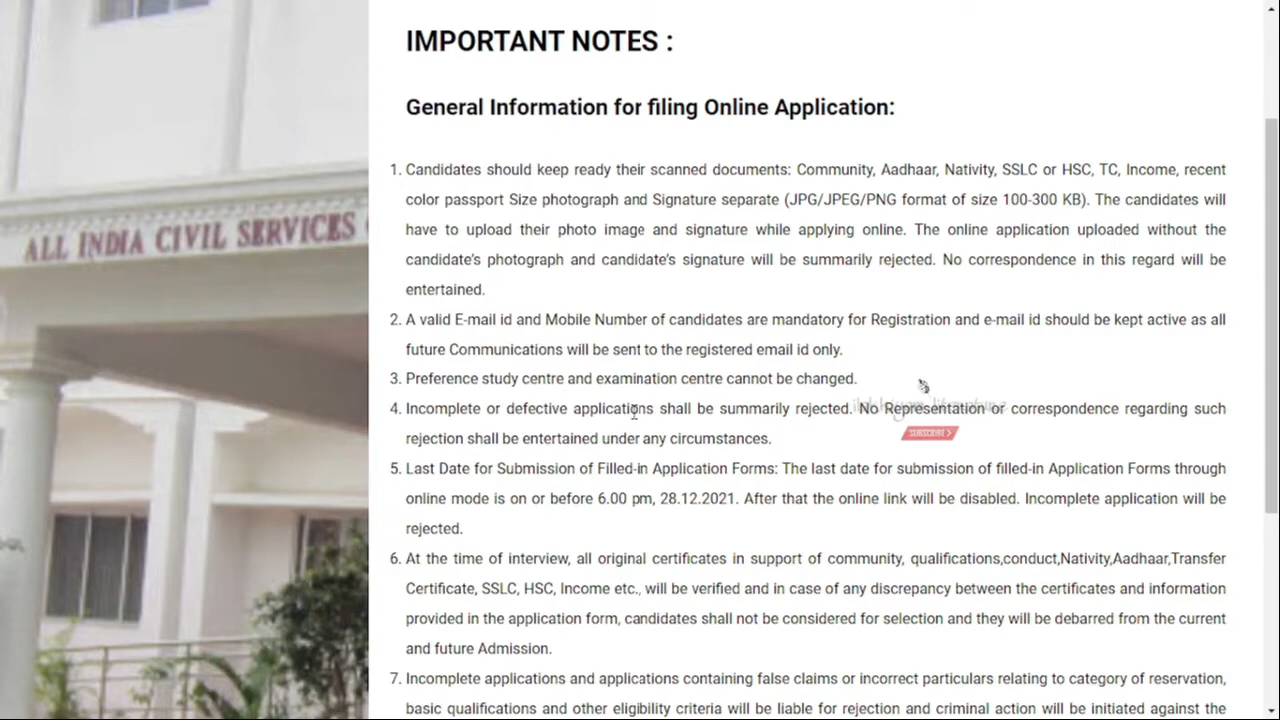 IMPORTANT NOTES :
General Information for filing Online Application:
ALL INDIA CIVIL SERVICES
1. Candidates should keep ready their scanned documents: Community, Aadhaar, Nativity, SSLC or HSC, TC, Income, recent
color passport Size photograph and Signature separate (JPG/JPEG/PNG format of size 100-300 KB). The candidates will
have to upload their photo image and signature while applying online. The online application uploaded without the
candidate's photograph and candidate's signature will be summarily rejected. No correspondence in this regard will be
entertained.
2. A valid E-mail id and Mobile Number of candidates are mandatory for Registration and e-mail id should be kept active as all
future Communications will be sent to the registered email id only.
3. Preference study centre and examination centre cannot be changed.
4. Incomplete or defective applications shall be summarily rejected. No Representation or correspondence regarding such
SUBSCRIBE >
rejection shall be entertained under any circumstances.
5. Last Date for Submission of Filled-in Application Forms: The last date for submission of filled-in Application Forms through
online mode is on or before 6.00 pm, 28.12.2021. After that the online link will be disabled. Incomplete application will be
rejected.
6. At the time of interview, all original certificates in support of community, qualifications,conduct,Nativity,Aadhaar,Transfer
Certificate, SSLC, HSC, Income etc., will be verified and in case of any discrepancy between the certificates and information
provided in the application form, candidates shall not be considered for selection and they will be debarred from the current
and future Admission.
7. Incomplete applications and applications containing false claims or incorrect particulars relating to category of reservation,
basic qualifications and other eligibility criteria will be liable for rejection and criminal action will be initiated against the